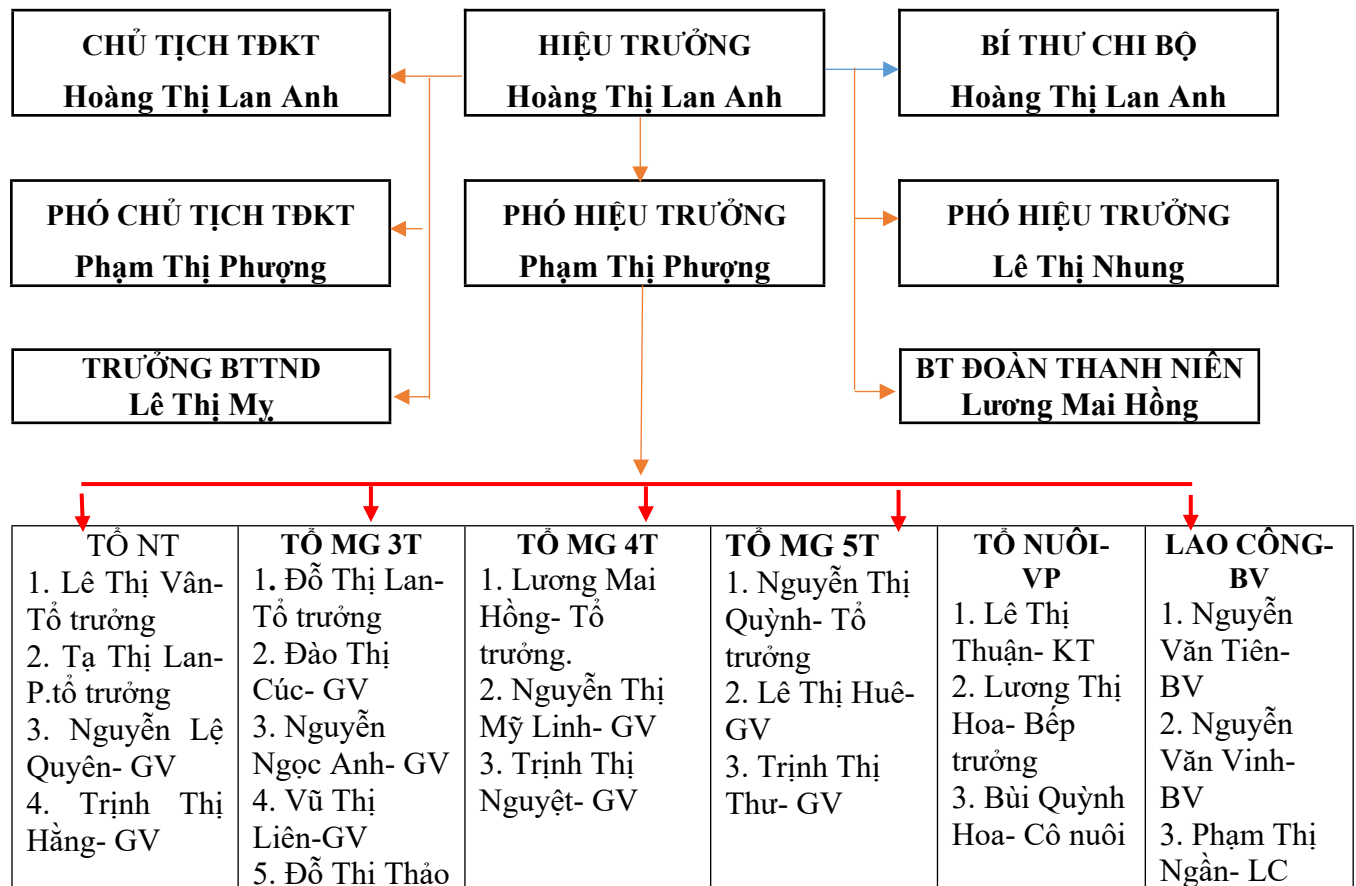 CHỦ TỊCH TĐKT
Hoàng Thị Lan Anh
HIỆU TRƯỞNG
Hoàng Thị Lan Anh
BÍ THƯ CHI BỘ
Hoàng Thị Lan Anh
PHÓ CHỦ TỊCH TĐKT
Phạm Thị Phượng
PHÓ HIỆU TRƯỞNG
Phạm Thị Phượng
PHÓ HIỆU TRƯỞNG
Lê Thị Nhung
TRƯỞNG BTTND
Lê Thị Mỵ
BT ĐOÀN THANH NIÊN
Lương Mai Hồng
TỔ NT
1. Lê Thị Vân-
Tổ trưởng
2. Tạ Thị Lan-
P.tổ trưởng
3. Nguyễn Lệ
Quyên- GV
4. Trịnh Thị
Hằng- GV
TỔ MG 3T
1. Đỗ Thị Lan-
Tổ trưởng
2. Đào Thị
Cúc- GV
3. Nguyễn
Ngọc Anh- GV
4. Vũ Thị
Liên-GV
5. Đỗ Thị Thảo
TỔ MG 4T
1. Lương Mai
Hồng- Tổ
trưởng.
2. Nguyễn Thị
Mỹ Linh- GV
3. Trịnh Thị
Nguyệt- GV
TỔ MG 5T
1. Nguyễn Thị
Quỳnh- Tổ
trưởng
2. Lê Thị Huê-
GV
3. Trịnh Thị
Thư- GV
TỔ NUÔI-
VP
1. Lê Thị
Thuận- KT
2. Lương Thị
Hoa- Bếp
trưởng
3. Bùi Quỳnh
Hoa- Cô nuôi
LAO CÔNG-
BV
1. Nguyễn
Văn Tiên-
BV
2. Nguyễn
Văn Vinh-
BV
3. Phạm Thị
Ngần- LC